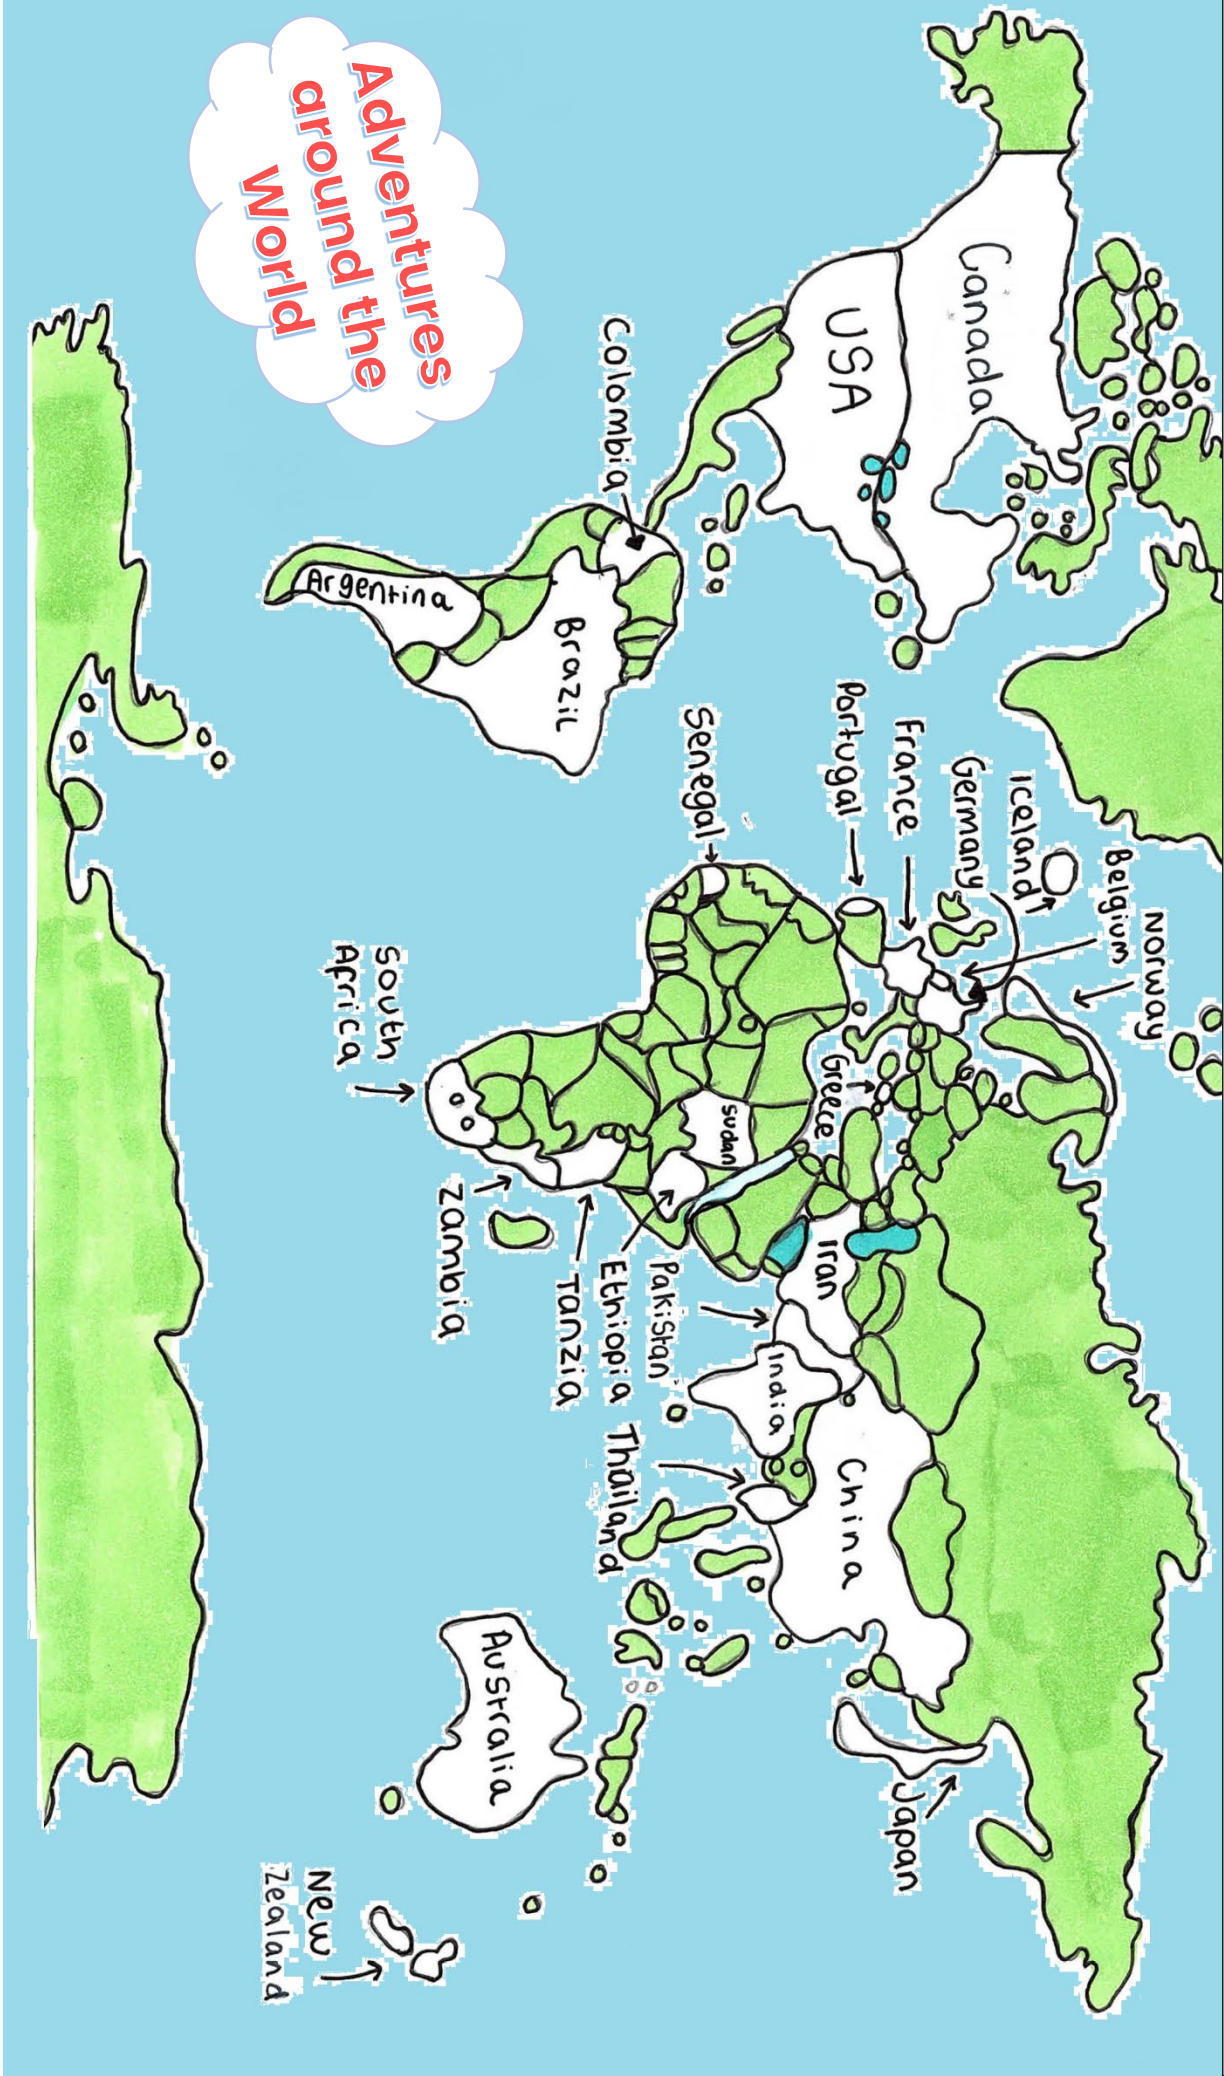 Adventures
around the
World
Canada
USA
Colombia
Argentina
Brazil
Iceland
Norway
Belgium
Germany
France
Portugal
Senegal
Greece
Sudan
South
Africa
Zambia
Tanzia
Ethiopia
Pakistan
Iran
India
China
Thailand
Japan
Australia
New
Zealand